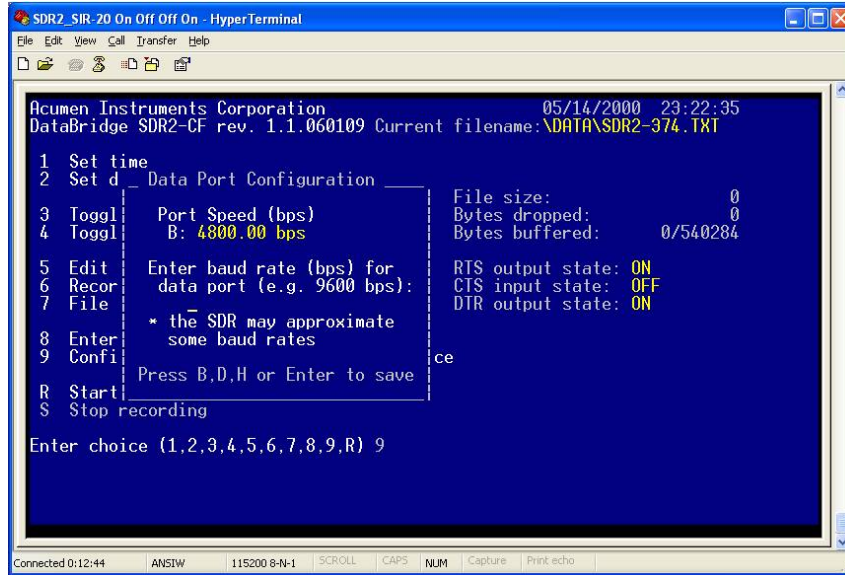 SDR2_SIR-20 On Off Off On - HyperTerminal
File Edit View Call Transfer Help
Acumen Instruments Corporation 05/14/2000 23:22:35
DataBridge SDR2-CF rev. 1.1.060109 Current filename:\DATA\SDR2-374.TXT
1 Set time
2 Set d _ Data Port Configuration ____
File size: 0
3 Toggl Port Speed (bps) Bytes dropped: 0
4 Toggl B: 4800.00 bps Bytes buffered: 0/540284
5 Edit Enter baud rate (bps) for RTS output state: ON
6 Recor data port (e.g. 9600 bps): CTS input state: OFF
7 File _ DTR output state: ON
* the SDR may approximate
8 Enter some baud rates
9 Confi ce
Press B,D,H or Enter to save
R Start
S Stop recording
Enter choice (1,2,3,4,5,6,7,8,9,R) 9
Connected 0:12:44 ANSIW 115200 8-N-1 SCROLL CAPS NUM Capture Print echo